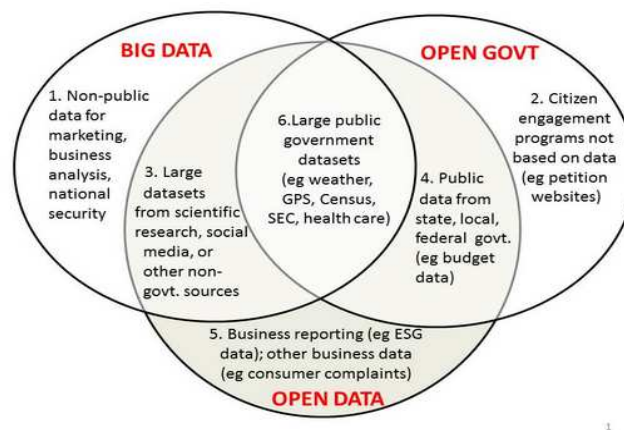 BIG DATA
OPEN GOVT
1. Non-public
data for
marketing,
business
analysis,
national
security
2. Citizen
engagement
programs not
based on data
(eg petition
websites)
6.Large public
government
datasets
(eg weather,
GPS, Census,
SEC, health care)
3. Large
datasets
from scientific
research, social
media, or
other non-
govt. sources
4. Public
data from
state, local,
federal govt.
(eg budget
data)
5. Business reporting (eg ESG
data); other business data
(eg consumer complaints)
OPEN DATA
1